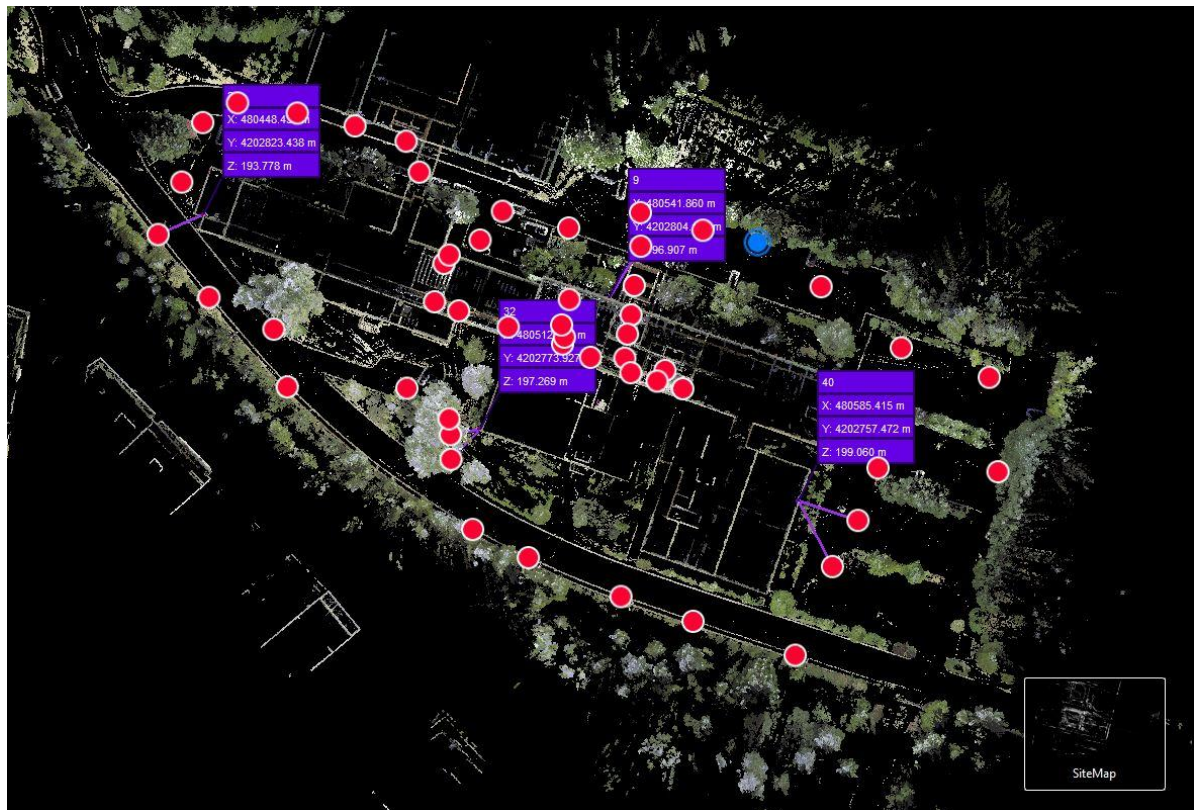 X: 480448.4
Y: 4202823.438 m
Z: 193.778 m
9
480541.860 m
Y: 4202804
96.907 m
32
480512
Y: 4202773.927
Z: 197.269 m
40
X: 480585.415 m
Y: 4202757.472 m
Z: 199.060 m
SiteMap